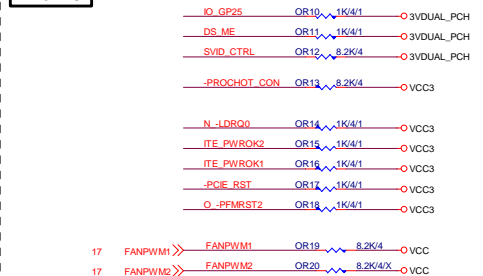 IO_GP25 OR10 1K/4/1 3VDUAL_PCH
DS_ME OR11 1K/4/1 3VDUAL_PCH
SVID_CTRL OR12 8.2K/4 3VDUAL_PCH
-PROCHOT_CON OR13 8.2K/4 VCC3
N_-LDRQ0 OR14 1K/4/1 VCC3
ITE_PWROK2 OR15 1K/4/1 VCC3
ITE_PWROK1 OR16 1K/4/1 VCC3
-PCIE_RST OR17 1K/4/1 VCC3
O_-PFMRST2 OR18 1K/4/1 VCC3
17 FANPWM1 FANPWM1 OR19 8.2K/4 VCC
17 FANPWM2 FANPWM2 OR20 8.2K/4/X VCC